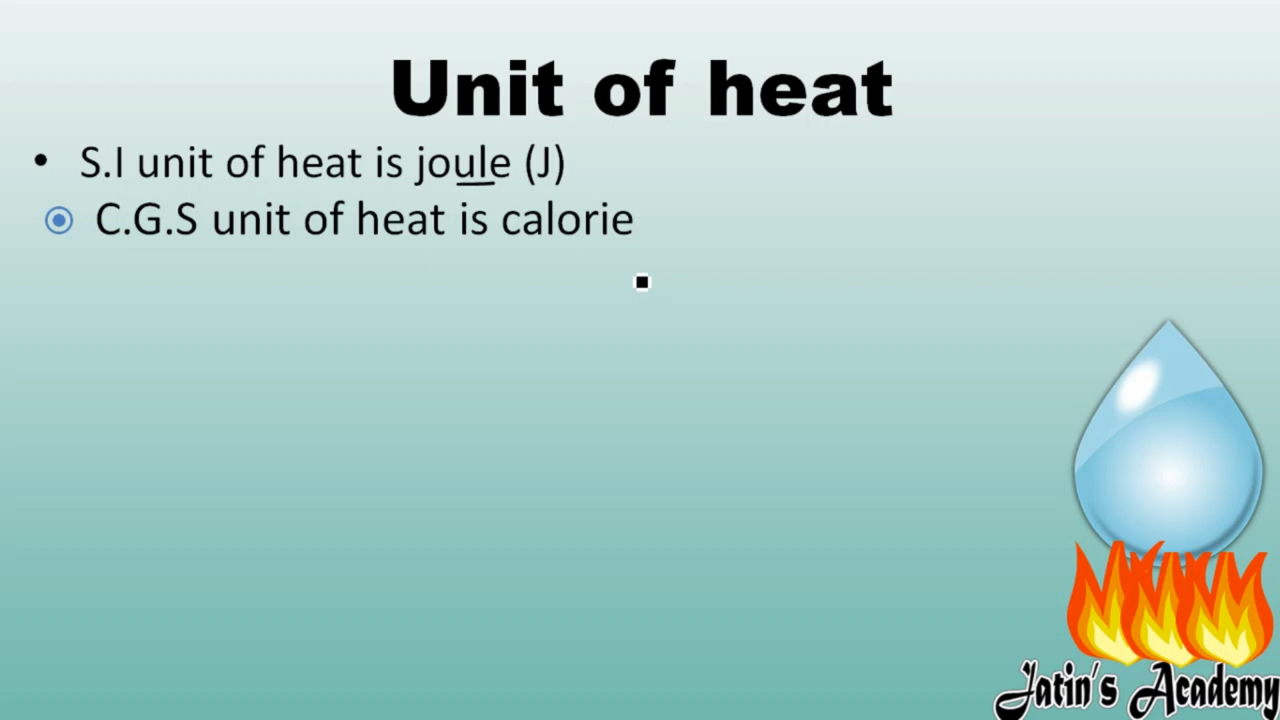 Unit of heat
• S.I unit of heat is joule (J)
C.G.S unit of heat is calorie
Jatin's Academy